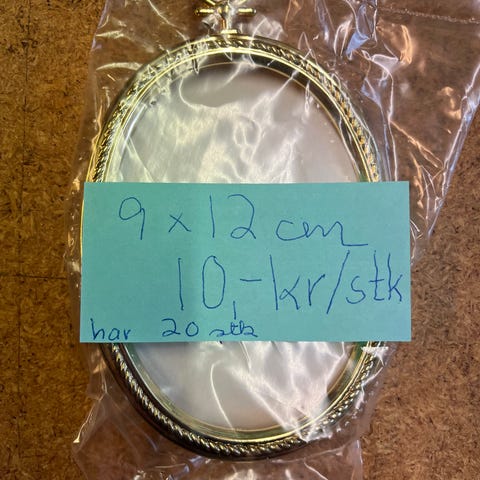 9 x 12 cm
10,- kr/stk
har 20 stk